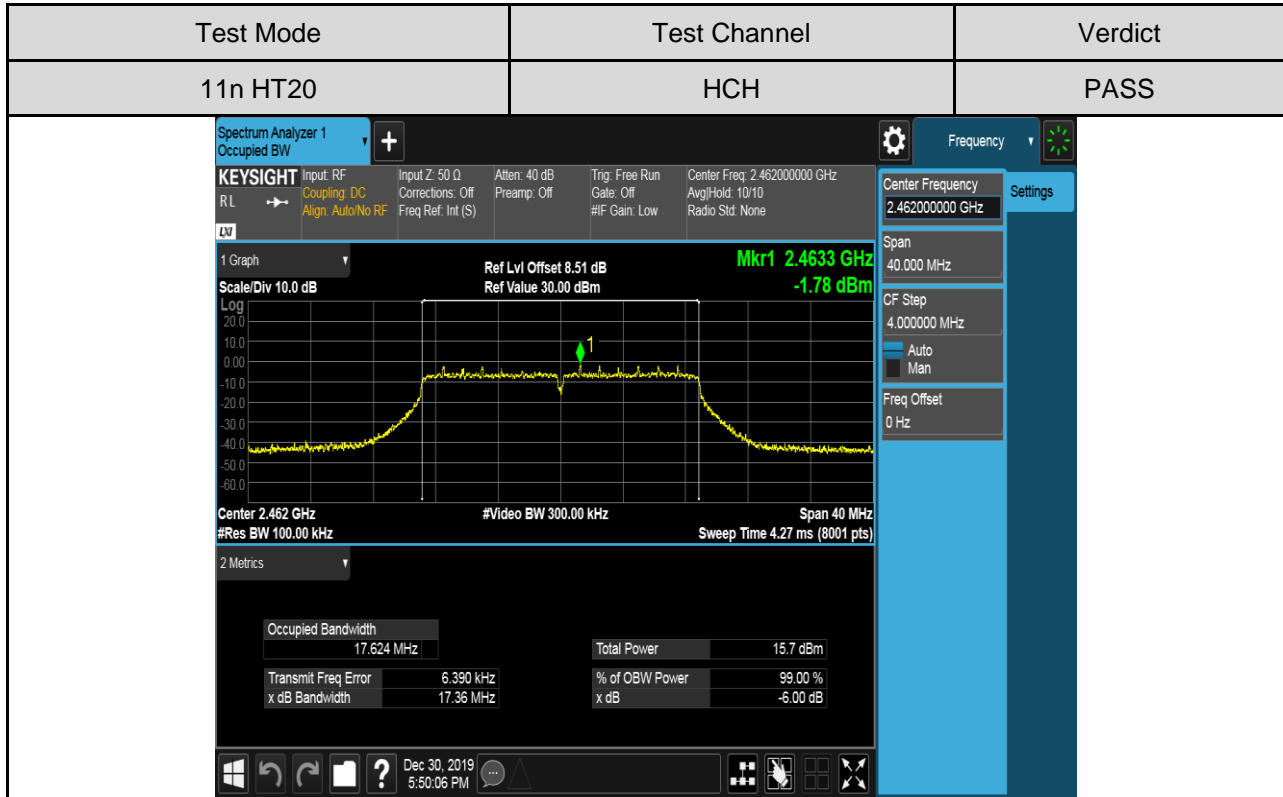 Test Mode Test Channel Verdict
11n HT20 HCH PASS
Spectrum Analyzer 1
Occupied BW
+
Frequency
KEYSIGHT Input: RF Input Z: 50 Ω Atten: 40 dB Trig: Free Run Center Freq: 2.462000000 GHz
RL Coupling: DC Corrections: Off Preamp: Off Gate: Off Avg|Hold: 10/10
Align: Auto/No RF Freq Ref: Int (S) #IF Gain: Low Radio Std: None
LXI
Center Frequency Settings
2.462000000 GHz
Span
40.000 MHz
CF Step
4.000000 MHz
Auto
Man
Freq Offset
0 Hz
1 Graph Ref Lvl Offset 8.51 dB Mkr1 2.4633 GHz
Scale/Div 10.0 dB Ref Value 30.00 dBm -1.78 dBm
Log
20.0
10.0
1
0.00
-10.0
-20.0
-30.0
-40.0
-50.0
-60.0
Center 2.462 GHz #Video BW 300.00 kHz Span 40 MHz
#Res BW 100.00 kHz Sweep Time 4.27 ms (8001 pts)
2 Metrics
Occupied Bandwidth
17.624 MHz Total Power 15.7 dBm
Transmit Freq Error 6.390 kHz % of OBW Power 99.00 %
x dB Bandwidth 17.36 MHz x dB -6.00 dB
? Dec 30, 2019
5:50:06 PM